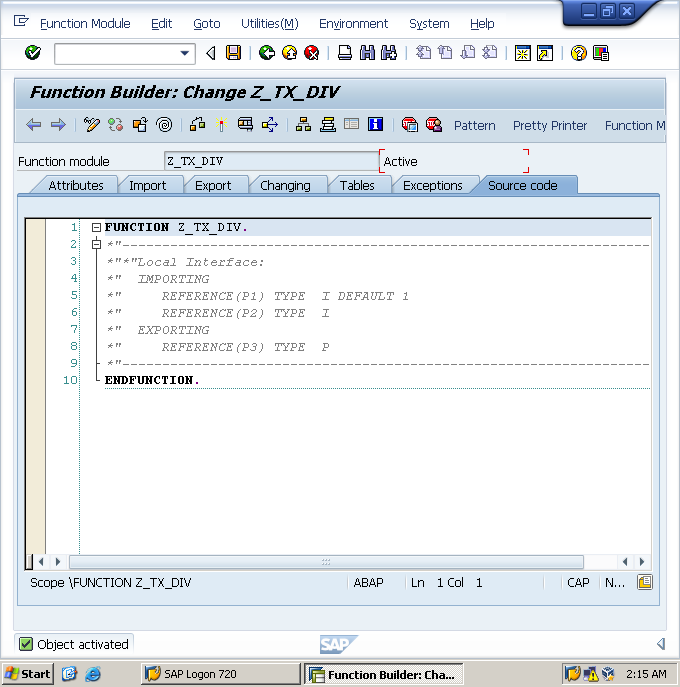 Function Module Edit Goto Utilities(M) Environment System Help
Function Builder: Change Z_TX_DIV
Pattern Pretty Printer Function M
Function module Z_TX_DIV Active
Attributes Import Export Changing Tables Exceptions Source code
1 FUNCTION Z_TX_DIV.
2 *"----------------------------------------------------------------------
3 *"*"Local Interface:
4 *"  IMPORTING
5 *"     REFERENCE(P1) TYPE  I DEFAULT 1
6 *"     REFERENCE(P2) TYPE  I
7 *"  EXPORTING
8 *"     REFERENCE(P3) TYPE  P
9 *"----------------------------------------------------------------------
10 ENDFUNCTION.
Scope \FUNCTION Z_TX_DIV ABAP Ln 1 Col 1 CAP N...
Object activated SAP
Start SAP Logon 720 Function Builder: Cha... 2:15 AM